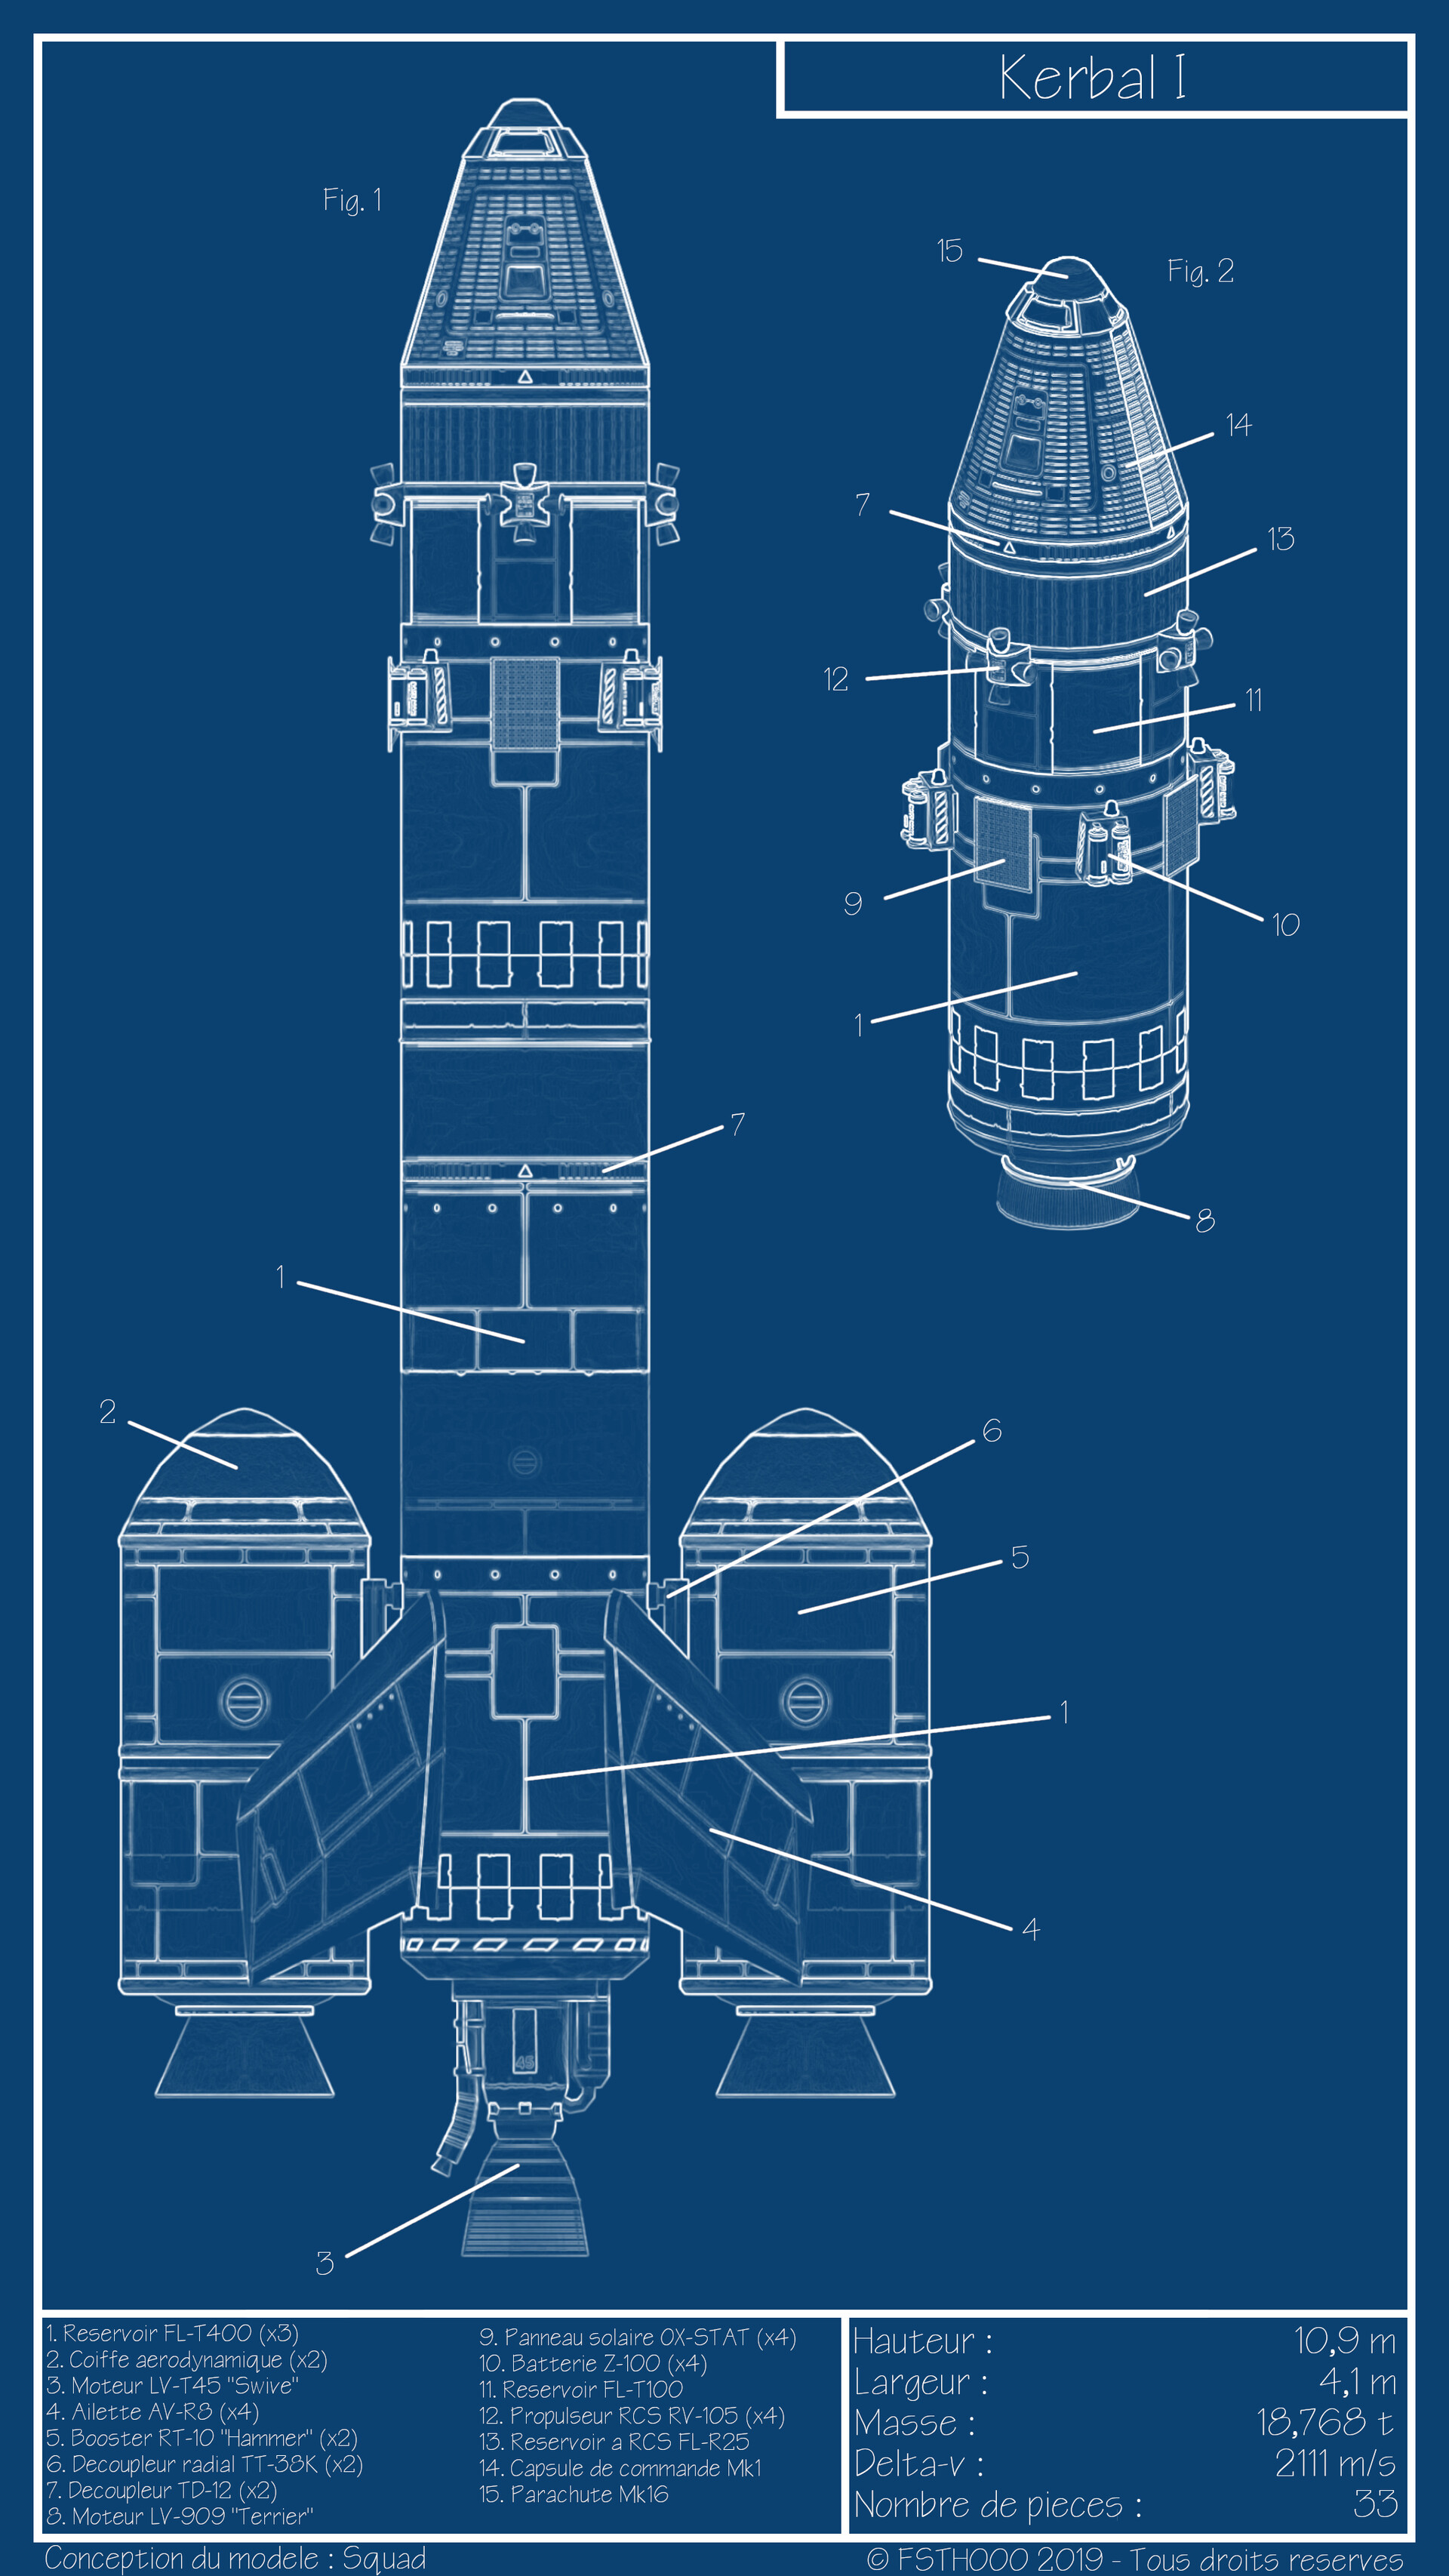 Kerbal I
Fig. 1
Fig. 2
15
14
7
13
12
11
9
10
1
8
7
1
2
6
5
1
4
45
3
1. Reservoir FL-T400 (x3)
2. Coiffe aerodynamique (x2)
3. Moteur LV-T45 "Swive"
4. Ailette AV-R8 (x4)
5. Booster RT-10 "Hammer" (x2)
6. Decoupleur radial TT-38K (x2)
7. Decoupleur TD-12 (x2)
8. Moteur LV-909 "Terrier"
9. Panneau solaire OX-STAT (x4)
10. Batterie Z-100 (x4)
11. Reservoir FL-T100
12. Propulseur RCS RV-105 (x4)
13. Reservoir a RCS FL-R25
14. Capsule de commande Mk1
15. Parachute Mk16
Hauteur : 10,9 m
Largeur : 4,1 m
Masse : 18,768 t
Delta-v : 2111 m/s
Nombre de pieces : 33
Conception du modele : Squad
© FSTH000 2019 - Tous droits reserves